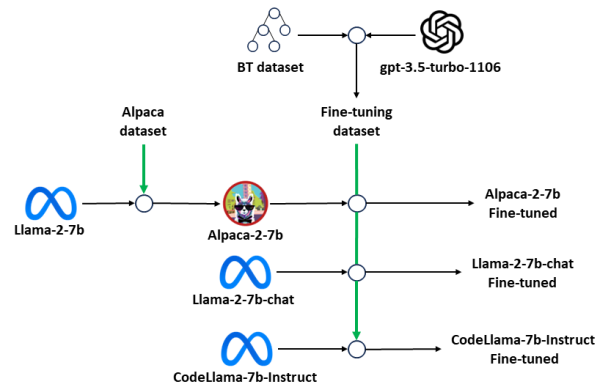 BT dataset
gpt-3.5-turbo-1106
Alpaca
dataset
Fine-tuning
dataset
Llama-2-7b
Alpaca-2-7b
Alpaca-2-7b
Fine-tuned
Llama-2-7b-chat
Llama-2-7b-chat
Fine-tuned
CodeLlama-7b-Instruct
CodeLlama-7b-Instruct
Fine-tuned